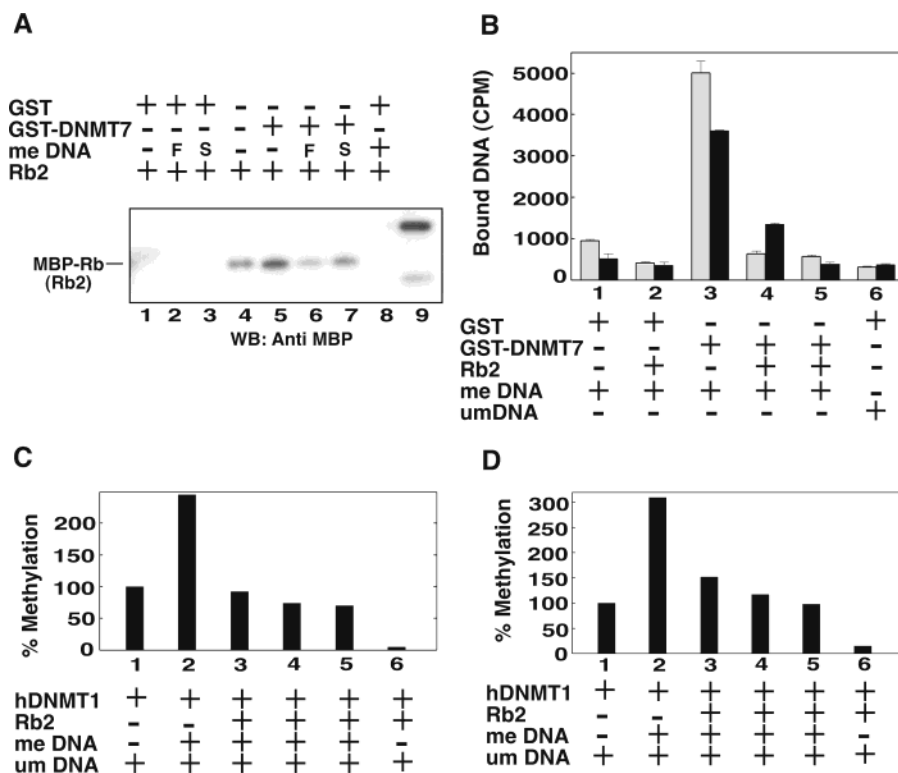 A
GST + + + - - - - +
GST-DNMT7 - - - - + + + -
me DNA - F S - - F S +
Rb2 + + + + + + + +
MBP-Rb
(Rb2)
1 2 3 4 5 6 7 8 9
WB: Anti MBP
B
Bound DNA (CPM)
5000
4000
3000
2000
1000
0
1 2 3 4 5 6
GST + + - - - +
GST-DNMT7 - - + + + -
Rb2 - + - + + -
me DNA + + + + + -
umDNA - - - - - +
C
% Methylation
200
150
100
50
0
1 2 3 4 5 6
hDNMT1 + + + + + +
Rb2 - - + + + +
me DNA - + + + + -
um DNA + + + + + +
D
% Methylation
300
250
200
150
100
50
0
1 2 3 4 5 6
hDNMT1 + + + + + +
Rb2 - - + + + +
me DNA - + + + + -
um DNA + + + + + +